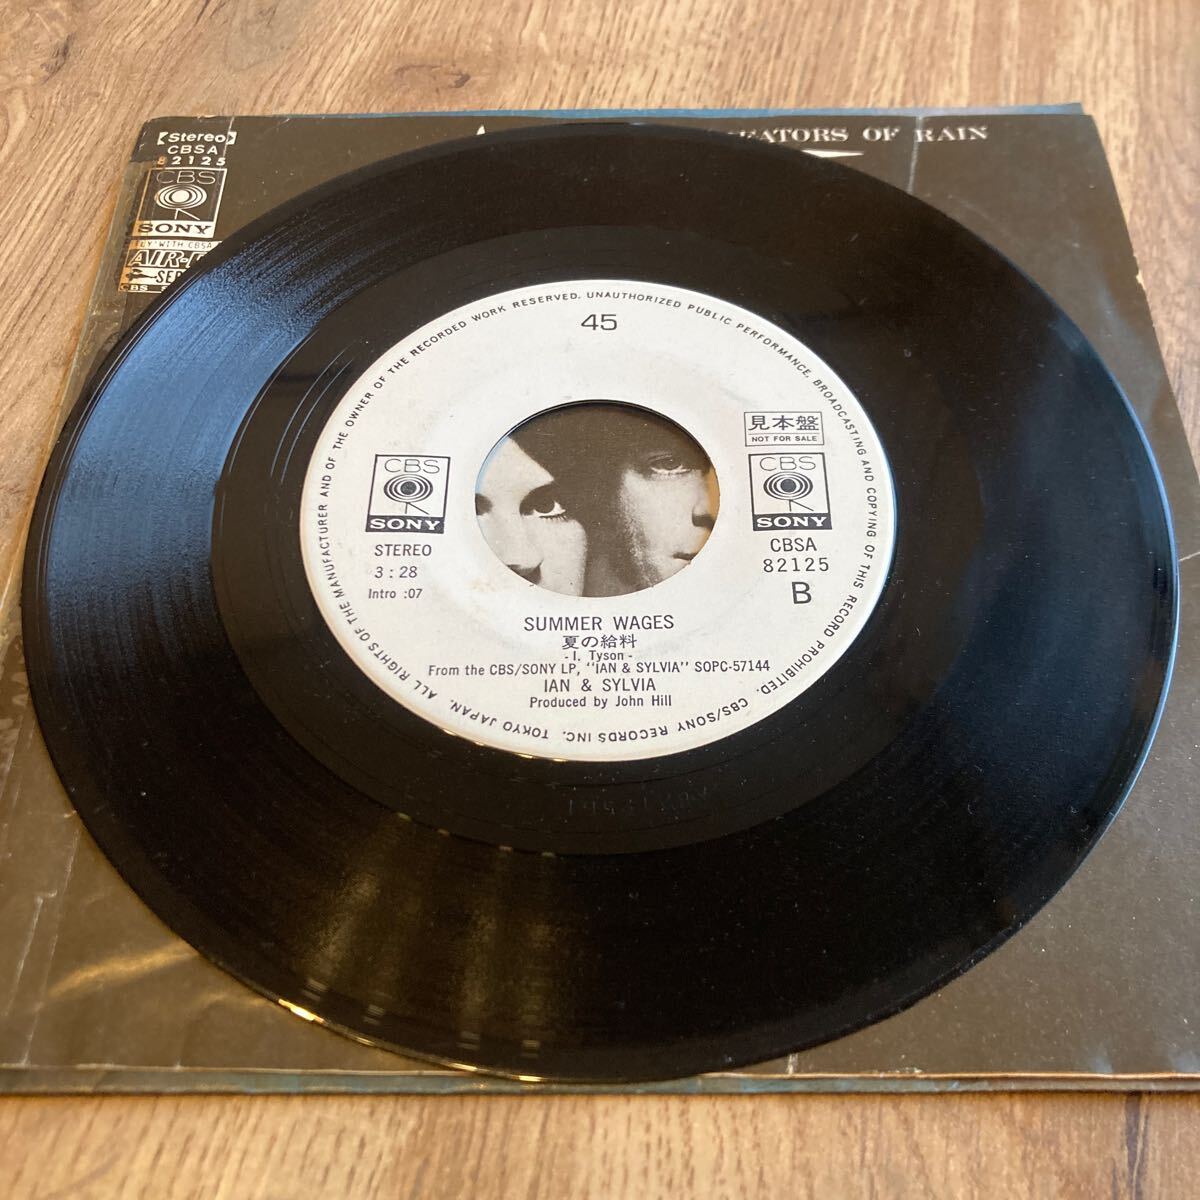 【Stereo】
CBSA
82125
CBS
SONY
WITH CBSA
CBS
OF RAIN
45
ALL RIGHTS OF THE MANUFACTURER AND OF THE OWNER OF THE RECORDED WORK RESERVED. UNAUTHORIZED PUBLIC PERFORMANCE, BROADCASTING AND COPYING OF THIS RECORD PROHIBITED. CBS/SONY RECORDS INC. TOKYO JAPAN.
見本盤
NOT FOR SALE
CBS
SONY
STEREO
3:28
Intro :07
CBS
SONY
CBSA
82125
B
SUMMER WAGES
夏の給料
- I. Tyson -
From the CBS/SONY LP, "IAN & SYLVIA" SOPC-57144
IAN & SYLVIA
Produced by John Hill